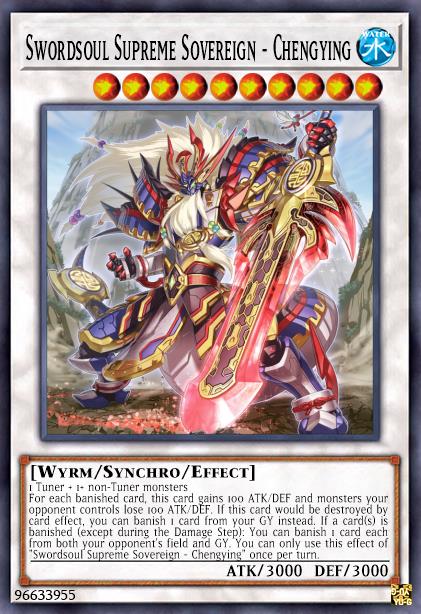 SWORDSOUL SUPREME SOVEREIGN - CHENGYING
WATER
水
[WYRM/SYNCHRO/EFFECT]
1 Tuner + 1+ non-Tuner monsters
For each banished card, this card gains 100 ATK/DEF and monsters your
opponent controls lose 100 ATK/DEF. If this card would be destroyed by
card effect, you can banish 1 card from your GY instead. If a card(s) is
banished (except during the Damage Step): You can banish 1 card each
from both your opponent's field and GY. You can only use this effect of
"Swordsoul Supreme Sovereign - Chengying" once per turn.
ATK/3000 DEF/3000
96633955